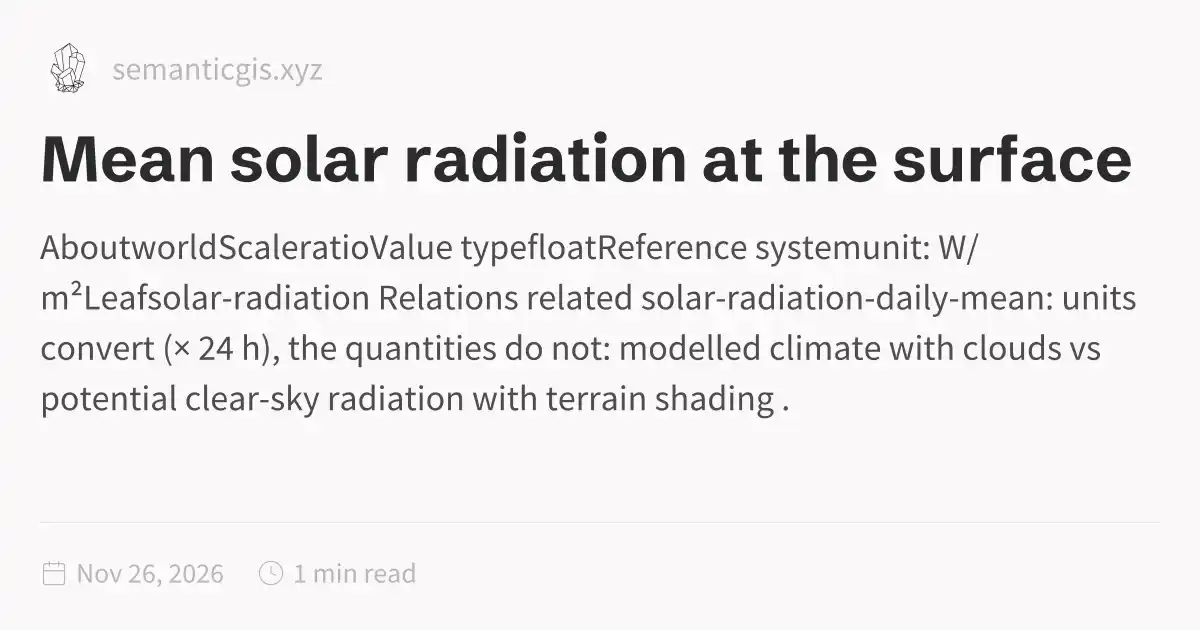 semanticgis.xyz
Mean solar radiation at the surface
AboutworldScaleratioValue typefloatReference systemunit: W/
m²Leafsolar-radiation Relations related solar-radiation-daily-mean: units
convert (× 24 h), the quantities do not: modelled climate with clouds vs
potential clear-sky radiation with terrain shading .
Nov 26, 2026 1 min read